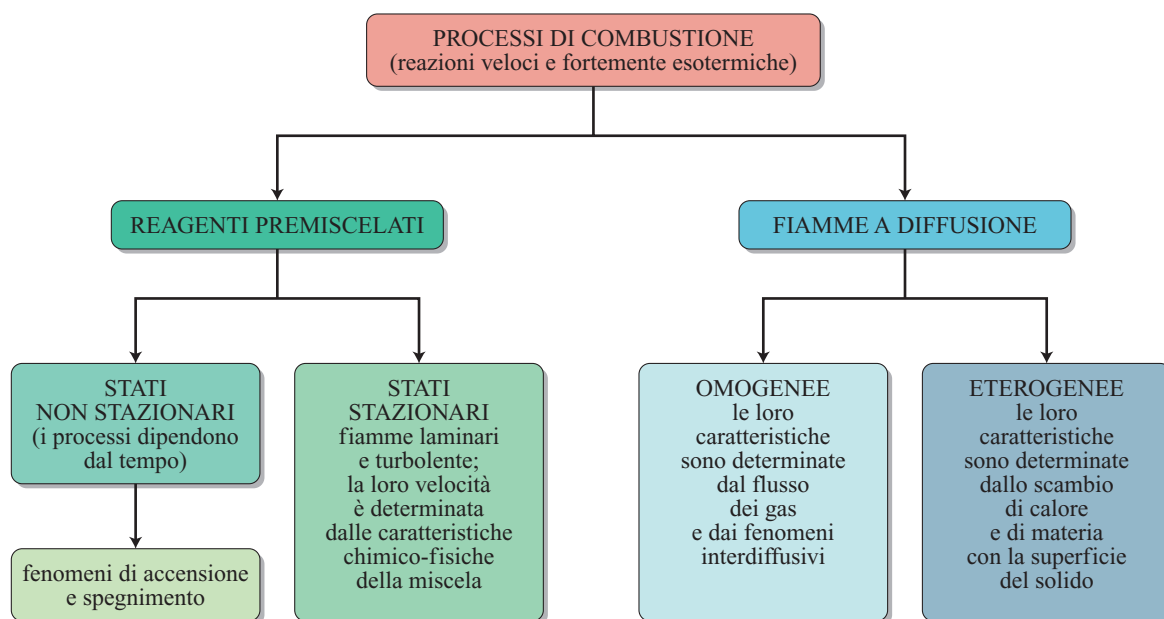 PROCESSI DI COMBUSTIONE
(reazioni veloci e fortemente esotermiche)
REAGENTI PREMISCELATI
FIAMME A DIFFUSIONE
STATI
NON STAZIONARI
(i processi dipendono
dal tempo)
fenomeni di accensione
e spegnimento
STATI
STAZIONARI
fiamme laminari
e turbolente;
la loro velocità
è determinata
dalle caratteristiche
chimico-fisiche
della miscela
OMOGENEE
le loro
caratteristiche
sono determinate
dal flusso
dei gas
e dai fenomeni
interdiffusivi
ETEROGENEE
le loro
caratteristiche
sono determinate
dallo scambio
di calore
e di materia
con la superficie
del solido